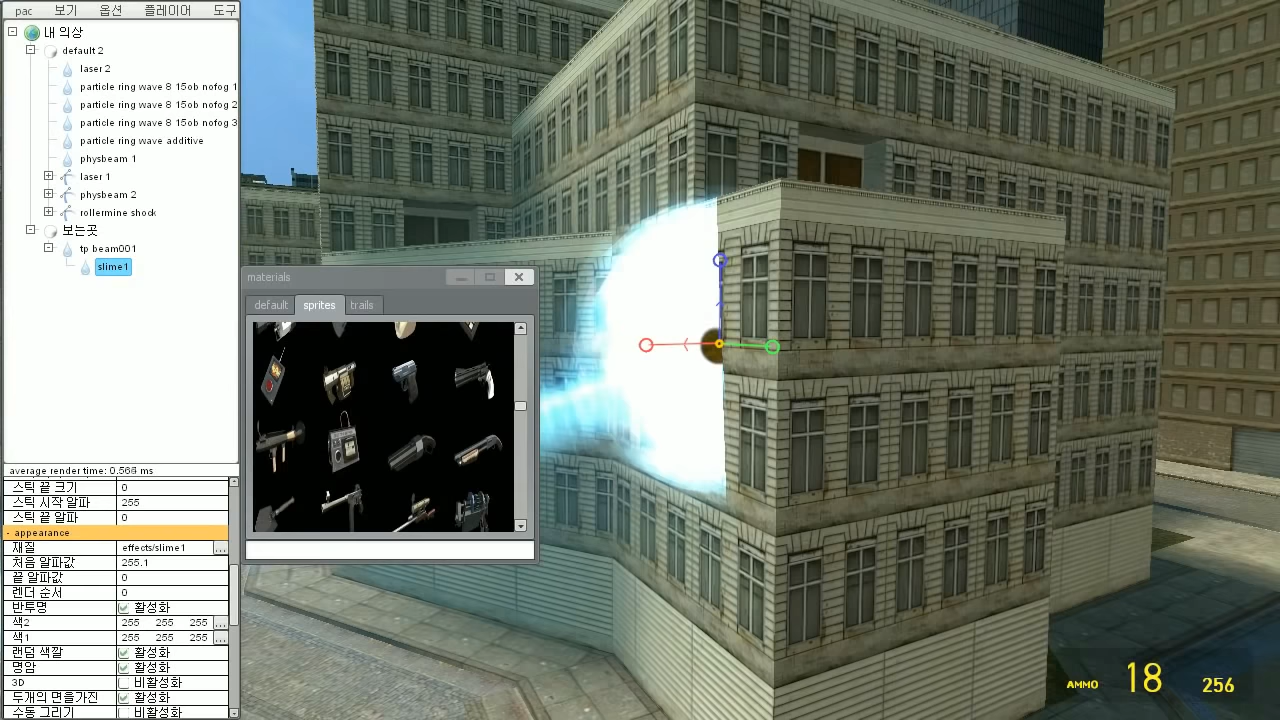 pac 보기 옵션 플레이어 도구
내 의상
default 2
laser 2
particle ring wave 8 15ob nofog 1
particle ring wave 8 15ob nofog 2
particle ring wave 8 15ob nofog 3
particle ring wave additive
physbeam 1
laser 1
physbeam 2
rollermine shock
보는곳
tp beam001
slime1
average render time: 0.566 ms
스틱 끝 크기 0
스틱 시작 알파 255
스틱 끝 알파 0
- appearance
재질 effects/slime1 ...
처음 알파값 255.1
끝 알파값 0
렌더 순서 0
반투명 활성화
색2 255 255 255 ...
색1 255 255 255 ...
랜덤 색깔 활성화
명암 활성화
3D 비활성화
두개의 면을가진 활성화
수동 그리기 비활성화
materials
default sprites trails
AMMO 18 256